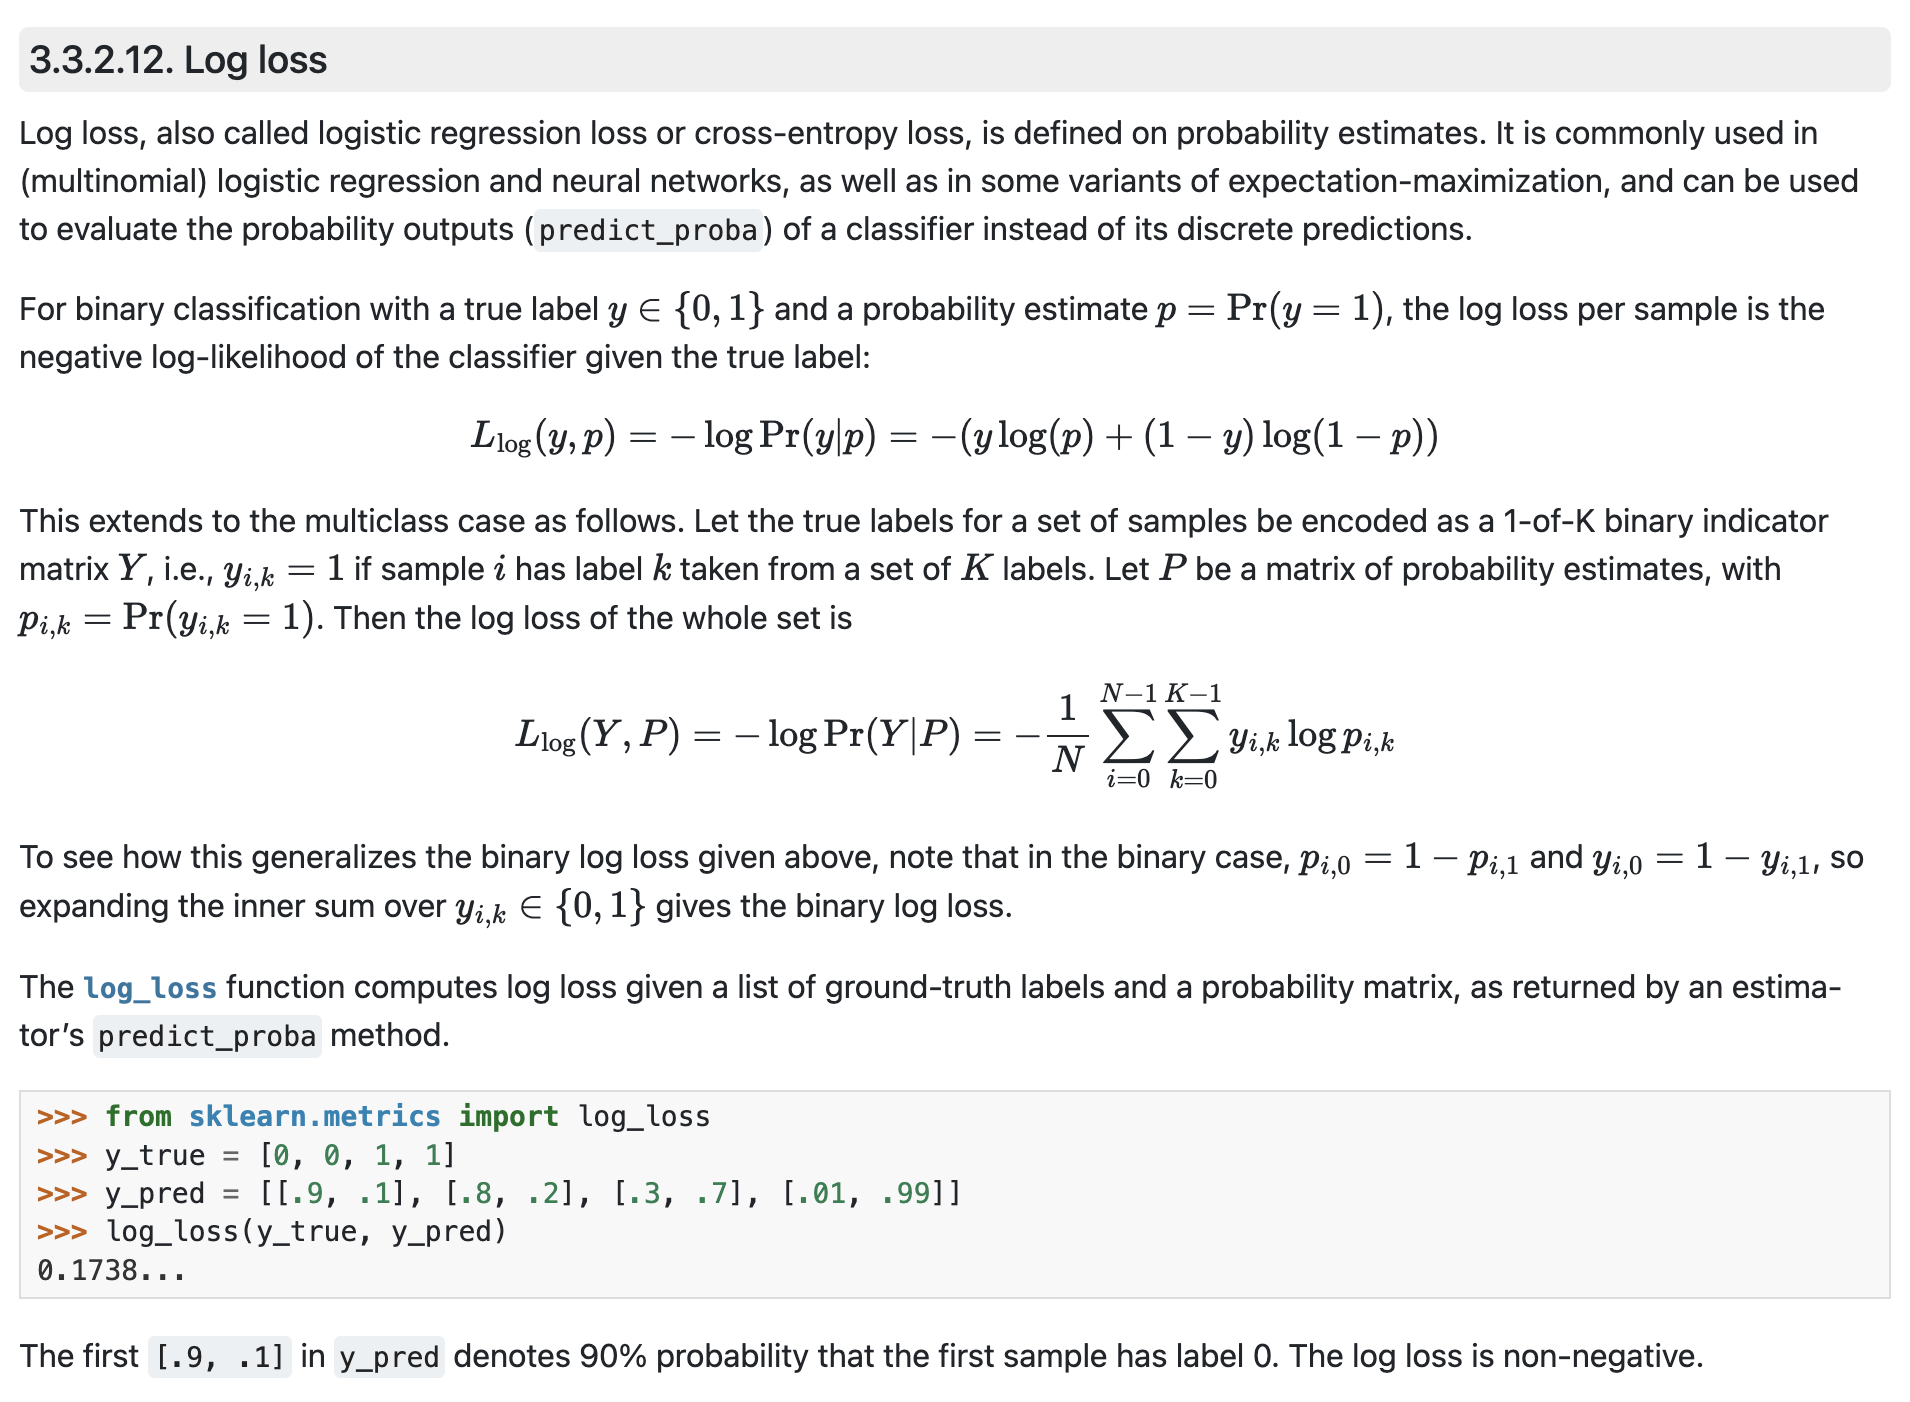 3.3.2.12. Log loss
Log loss, also called logistic regression loss or cross-entropy loss, is defined on probability estimates. It is commonly used in
(multinomial) logistic regression and neural networks, as well as in some variants of expectation-maximization, and can be used
to evaluate the probability outputs (predict_proba) of a classifier instead of its discrete predictions.
For binary classification with a true label y ∈ {0, 1} and a probability estimate p = Pr(y = 1), the log loss per sample is the
negative log-likelihood of the classifier given the true label:
L_log(y, p) = − log Pr(y|p) = −(y log(p) + (1 − y) log(1 − p))
This extends to the multiclass case as follows. Let the true labels for a set of samples be encoded as a 1-of-K binary indicator
matrix Y, i.e., y_{i,k} = 1 if sample i has label k taken from a set of K labels. Let P be a matrix of probability estimates, with
p_{i,k} = Pr(y_{i,k} = 1). Then the log loss of the whole set is
L_log(Y, P) = − log Pr(Y|P) = − \frac{1}{N} \sum_{i=0}^{N−1} \sum_{k=0}^{K−1} y_{i,k} log p_{i,k}
To see how this generalizes the binary log loss given above, note that in the binary case, p_{i,0} = 1 − p_{i,1} and y_{i,0} = 1 − y_{i,1}, so
expanding the inner sum over y_{i,k} ∈ {0, 1} gives the binary log loss.
The log_loss function computes log loss given a list of ground-truth labels and a probability matrix, as returned by an estima-
tor's predict_proba method.
>>> from sklearn.metrics import log_loss
>>> y_true = [0, 0, 1, 1]
>>> y_pred = [[.9, .1], [.8, .2], [.3, .7], [.01, .99]]
>>> log_loss(y_true, y_pred)
0.1738...
The first [.9, .1] in y_pred denotes 90% probability that the first sample has label 0. The log loss is non-negative.